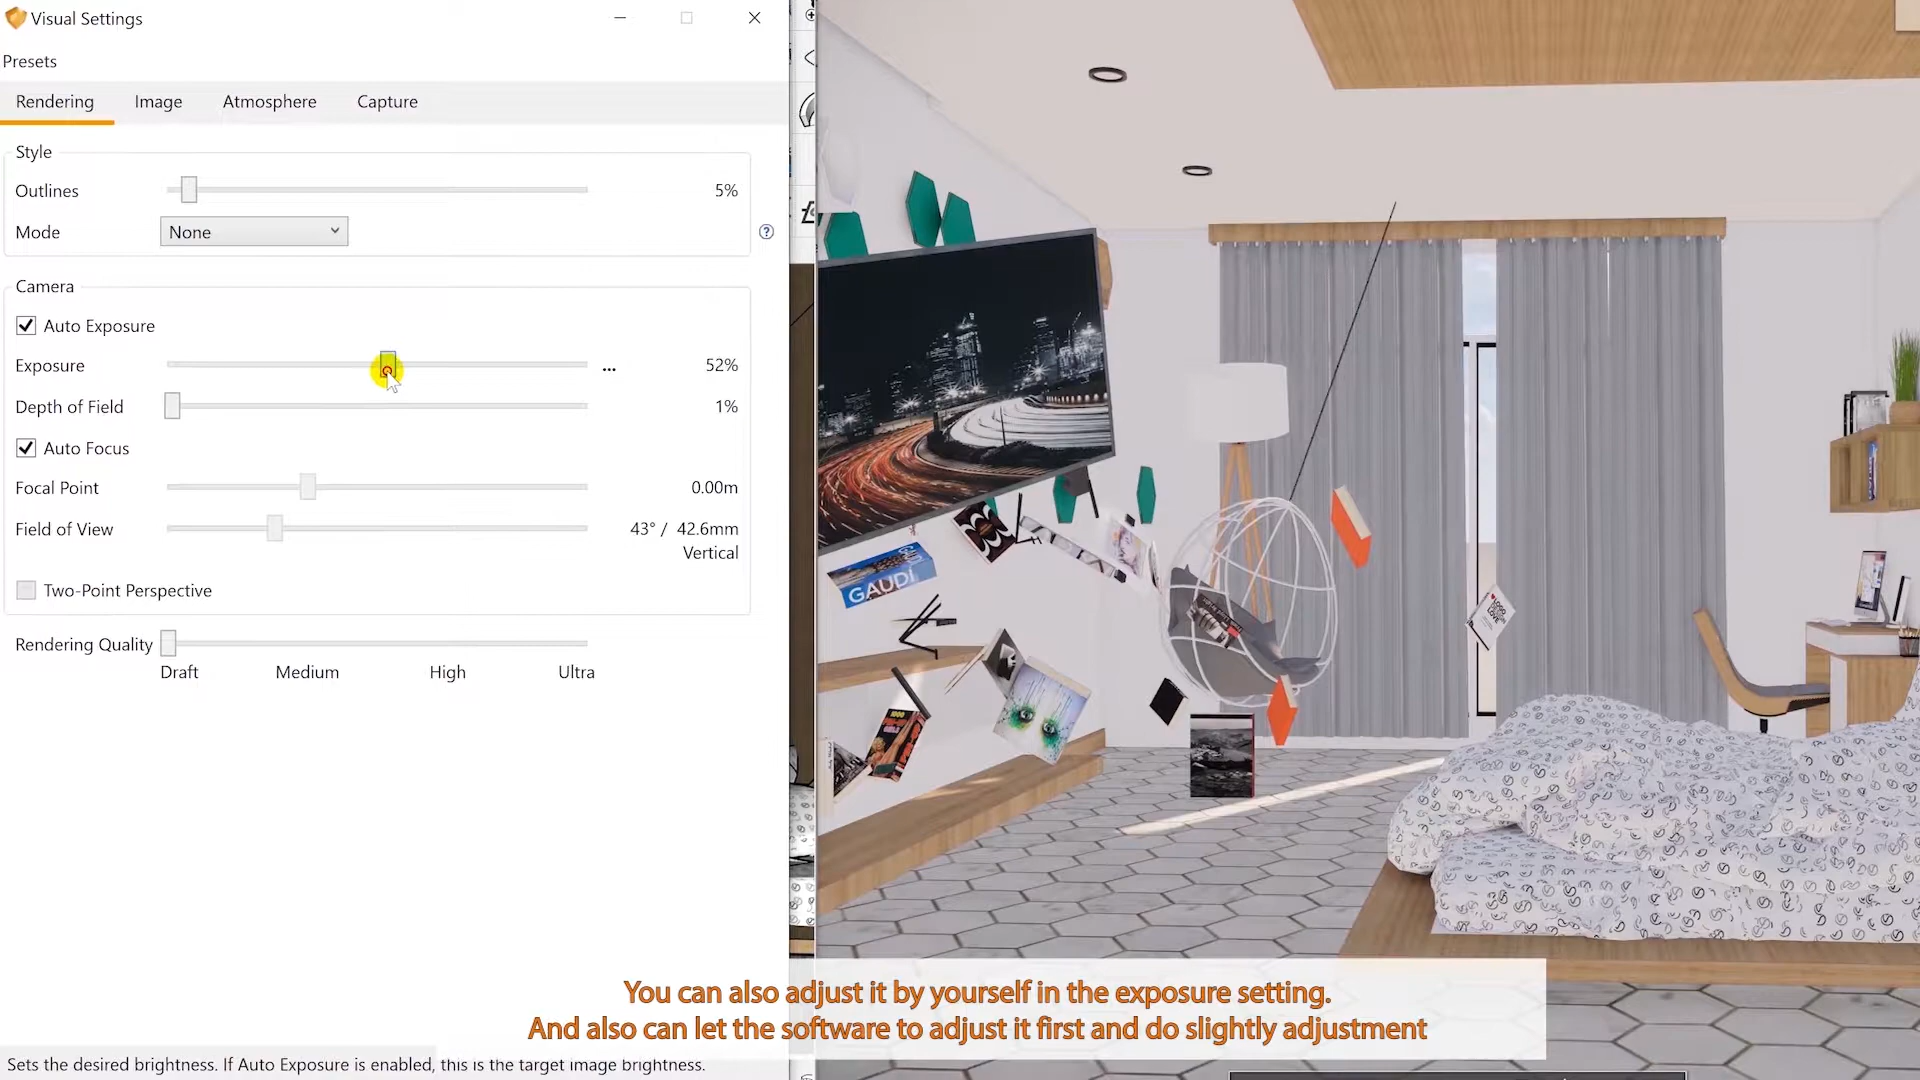 Visual Settings
Presets
Rendering Image Atmosphere Capture
Style
Outlines 5%
Mode None
Camera
Auto Exposure
Exposure ... 52%
Depth of Field 1%
Auto Focus
Focal Point 0.00m
Field of View 43° / 42.6mm
Vertical
Two-Point Perspective
Rendering Quality
Draft Medium High Ultra
GAUDÍ
You can also adjust it by yourself in the exposure setting.
And also can let the software to adjust it first and do slightly adjustment
Sets the desired brightness. If Auto Exposure is enabled, this is the target image brightness.